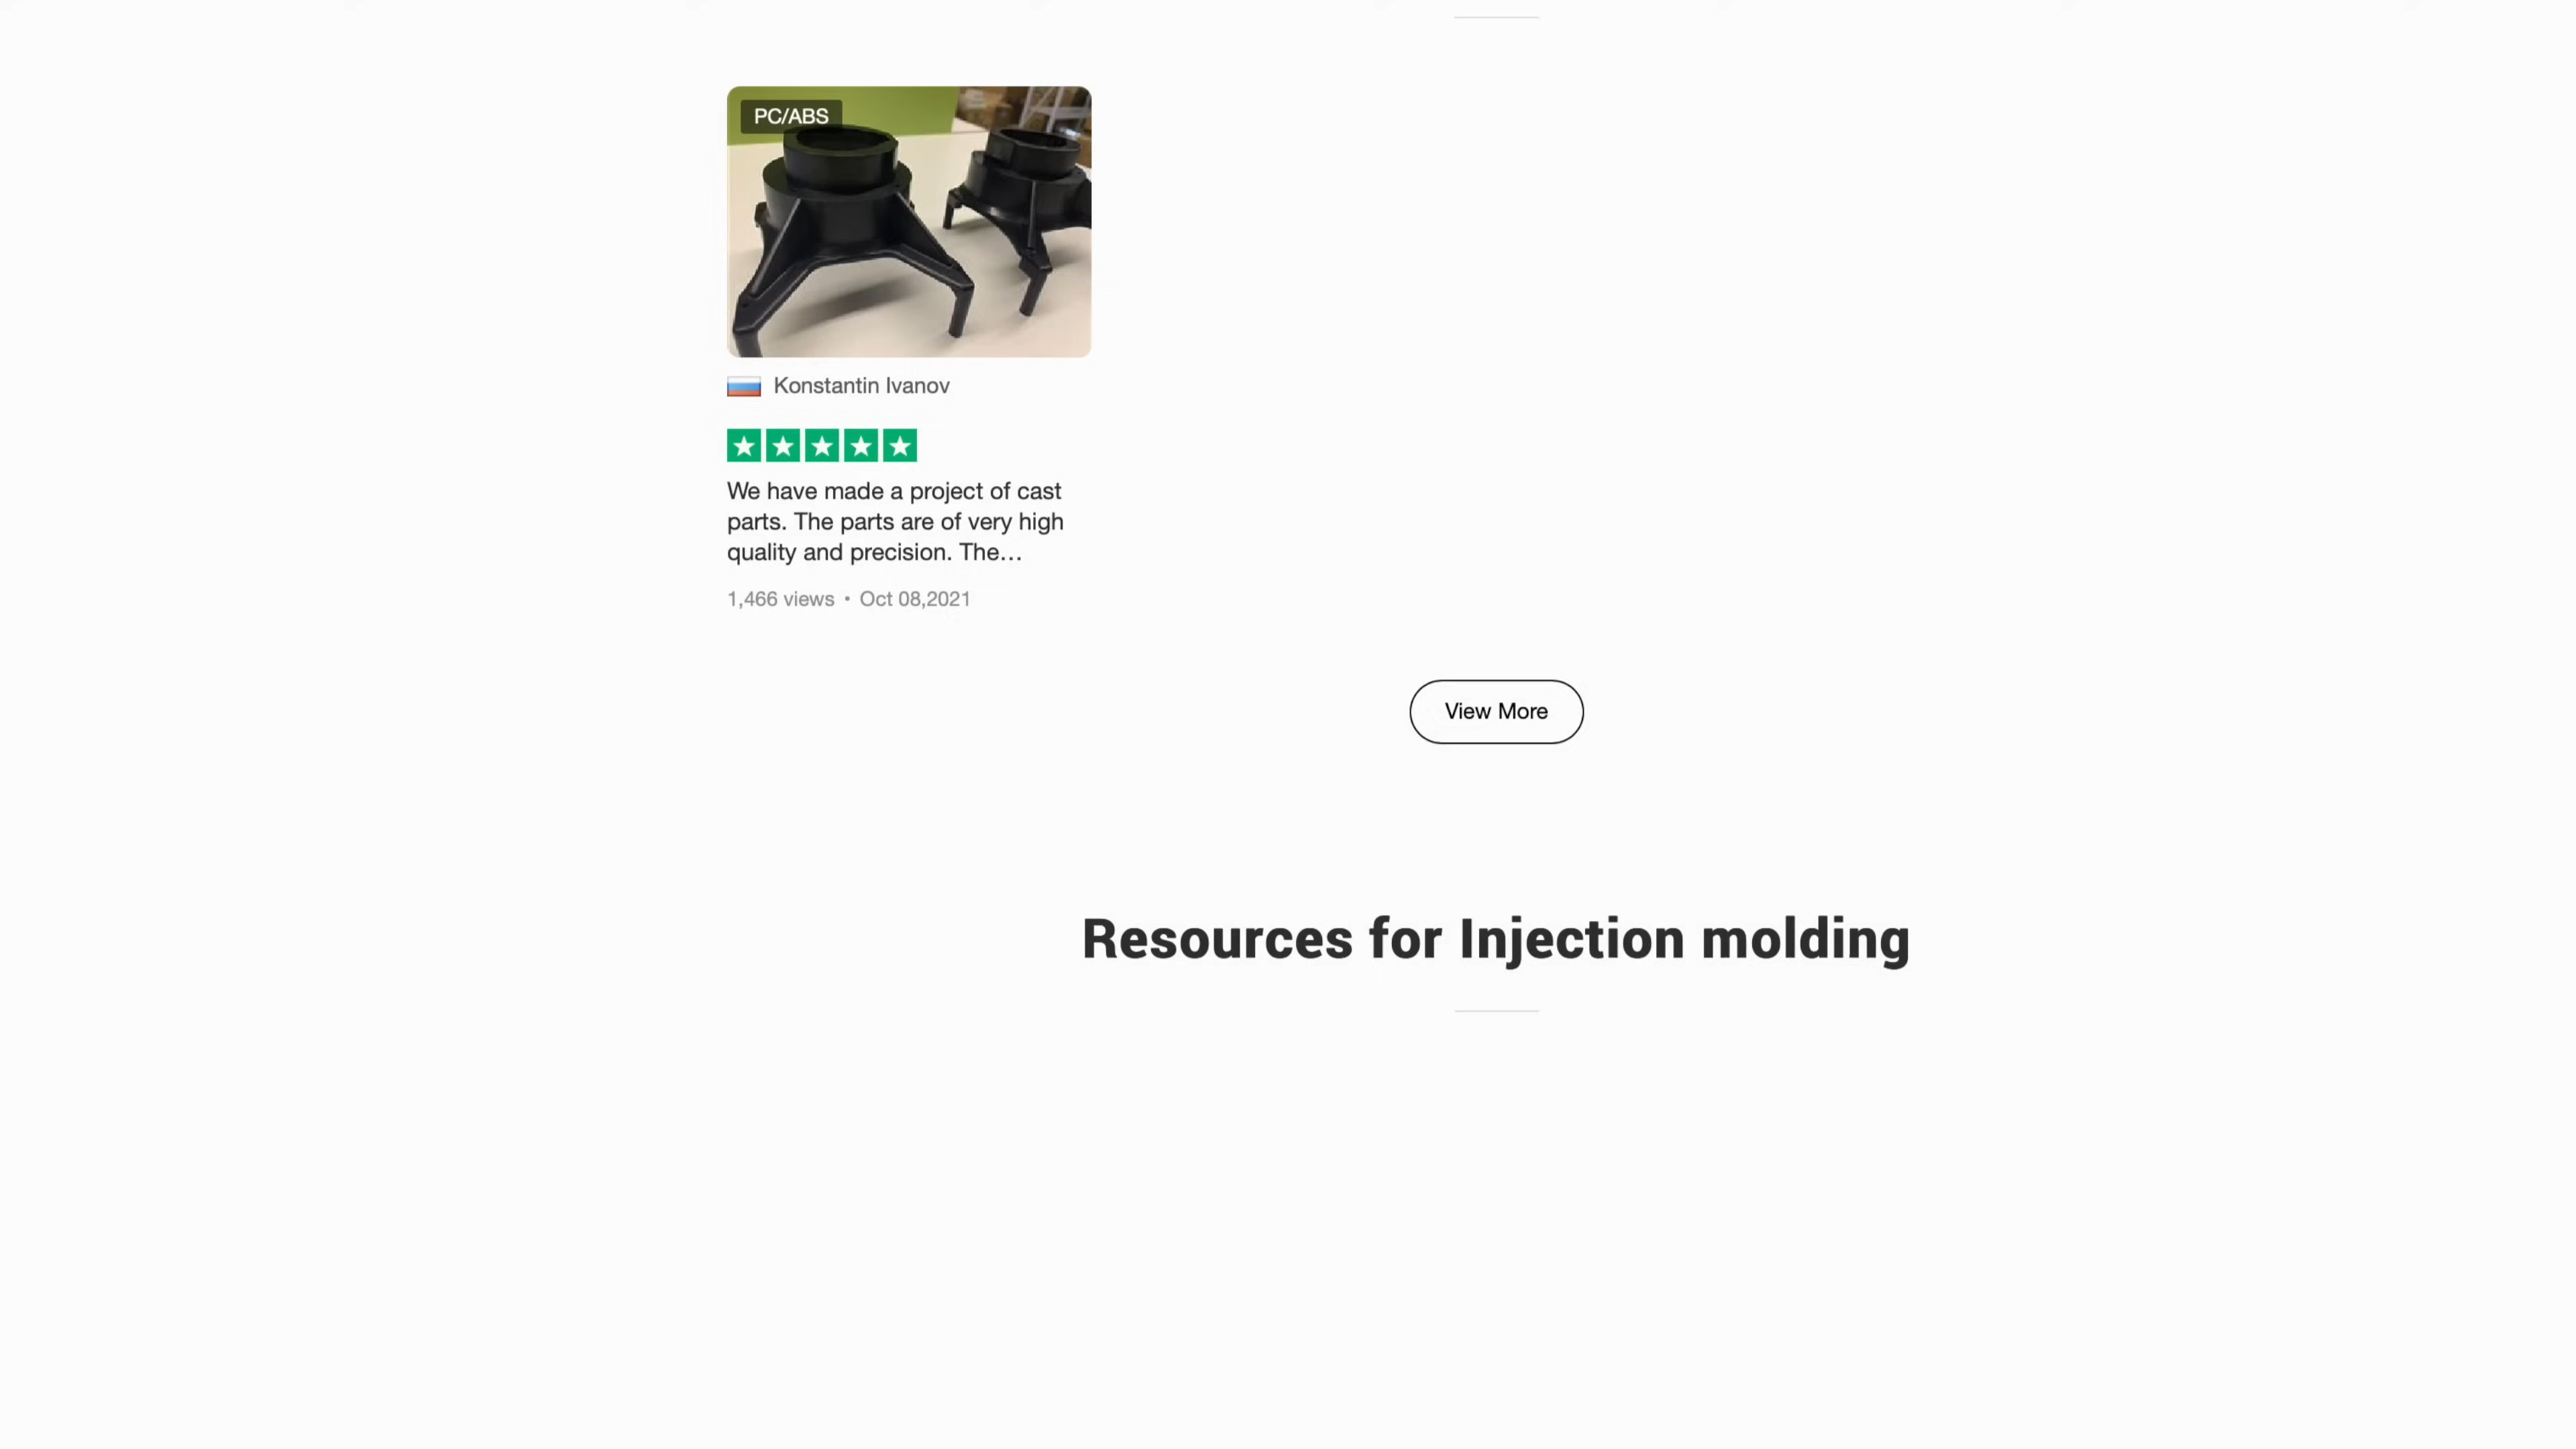 PC/ABS
Konstantin Ivanov
We have made a project of cast
parts. The parts are of very high
quality and precision. The...
1,466 views • Oct 08,2021
View More
Resources for Injection molding